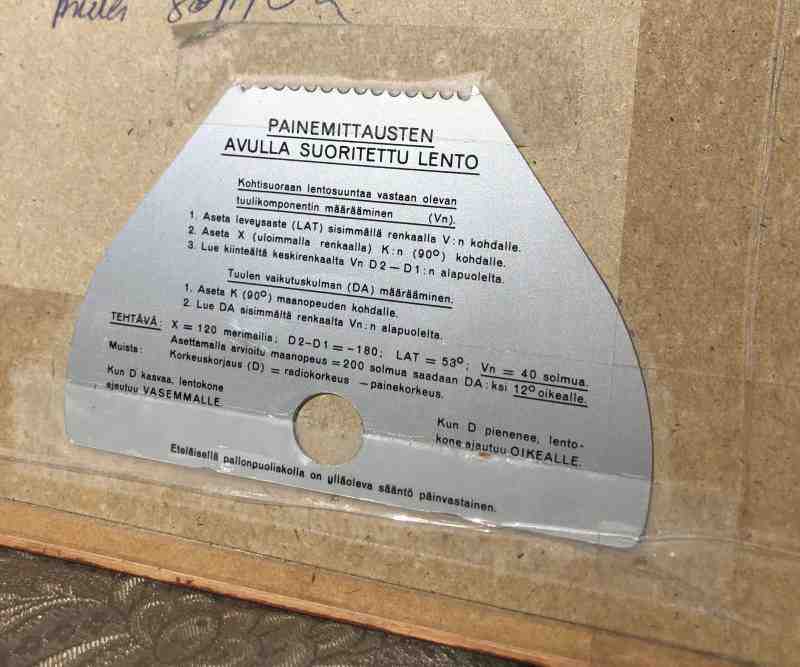 PAINEMITTAUSTEN
AVULLA SUORITETTU LENTO
Kohtisuoraan lentosuuntaa vastaan olevan
tuulikomponentin määrääminen (Vn).
1. Aseta leveysaste (LAT) sisimmällä renkaalla V:n kohdalle.
2. Aseta X (uloimmalla renkaalla) K:n (90°) kohdalle.
3. Lue kiinteältä keskirenkaalta Vn D2—D1:n alapuolelta.
Tuulen vaikutuskulman (DA) määrääminen.
1. Aseta K (90°) maanopeuden kohdalle.
2. Lue DA sisimmältä renkaalta Vn:n alapuolelta.
TEHTÄVÄ: X = 120 merimailia; D2-D1 = -180; LAT = 53°; Vn = 40 solmua.
Asettamalla arvioitu maanopeus = 200 solmua saadaan DA:ksi 12° oikealle.
Muista: Korkeuskorjaus (D) = radiokorkeus — painekorkeus.
Kun D kasvaa, lentokone
ajautuu VASEMMALLE.
Kun D pienenee, lento-
kone ajautuu OIKEALLE.
Eteläisellä pallonpuoliskolla on ylläoleva sääntö päinvastainen.